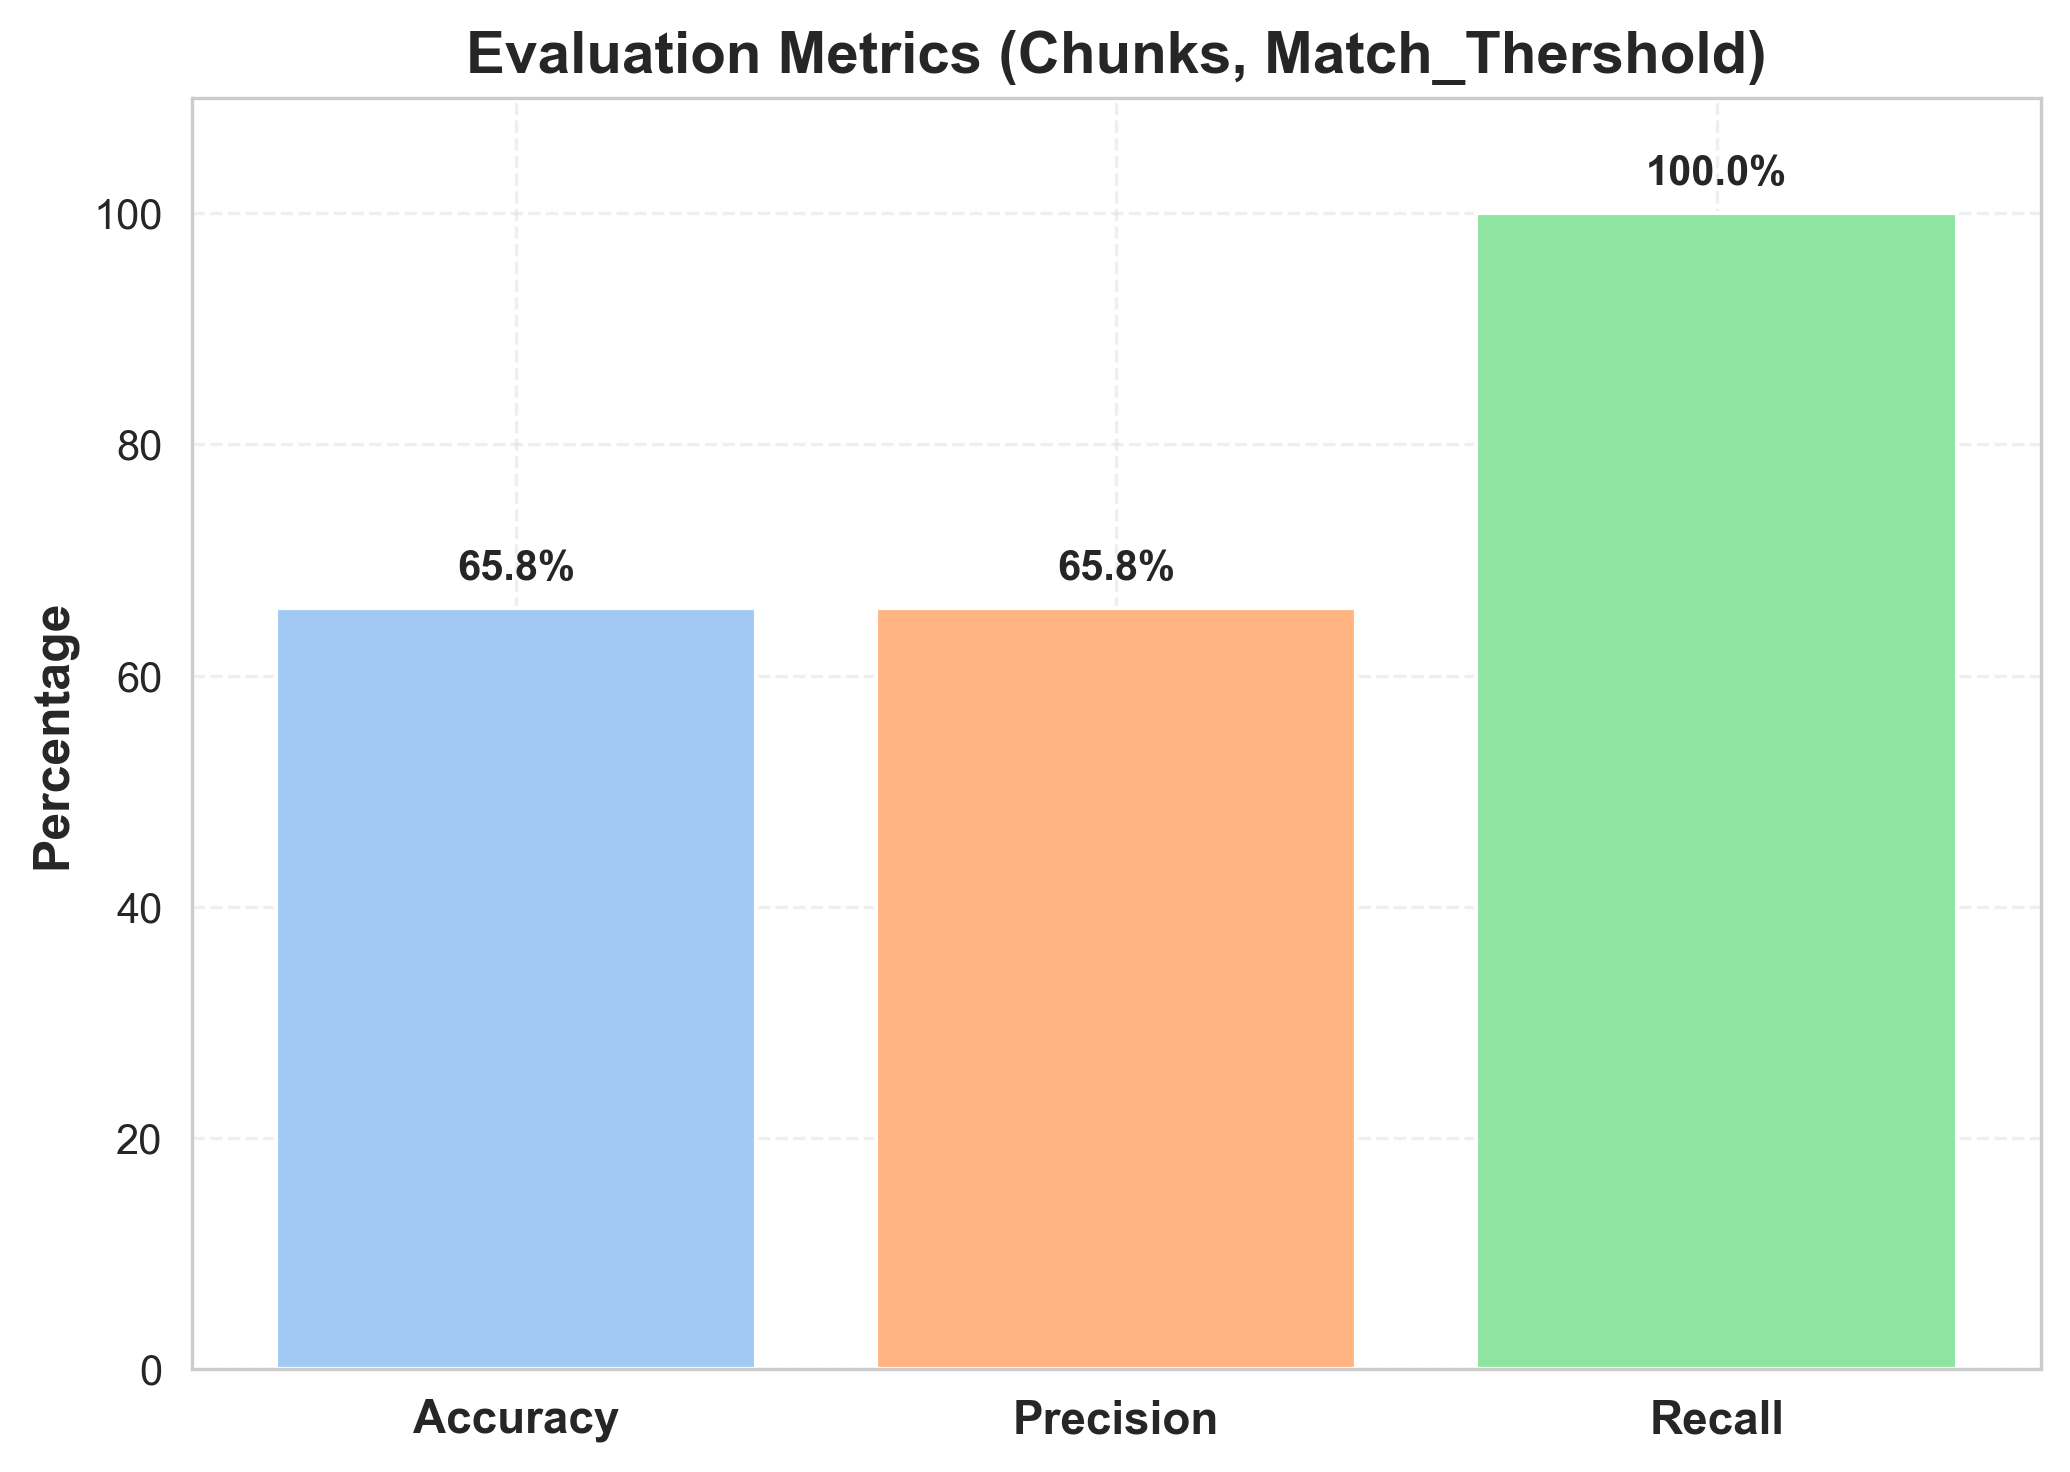 Evaluation Metrics (Chunks, Match_Thershold)
100.0%
100
80
65.8%
65.8%
Percentage
60
40
20
0
Accuracy
Precision
Recall